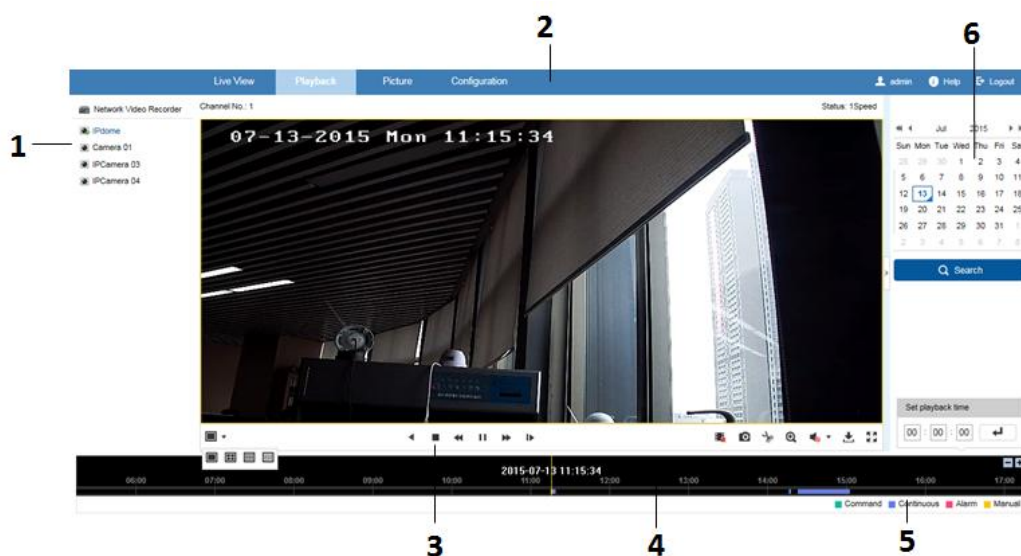 2
6
Live View Playback Picture Configuration
admin Help Logout
Network Video Recorder
Channel No.: 1
Status: 1Speed
1
IPdome
Camera 01
IPCamera 03
IPCamera 04
07-13-2015 Mon 11:15:34
Jul 2015
Sun Mon Tue Wed Thu Fri Sa
28 29 30 1 2 3 4
5 6 7 8 9 10 11
12 13 14 15 16 17 18
19 20 21 22 23 24 25
26 27 28 29 30 31 1
2 3 4 5 6 7 8
Search
Set playback time
00 : 00 : 00
2015-07-13 11:15:34
06:00 07:00 08:00 09:00 10:00 11:00 12:00 13:00 14:00 15:00 16:00 17:00
Command Continuous Alarm Manual
3
4
5